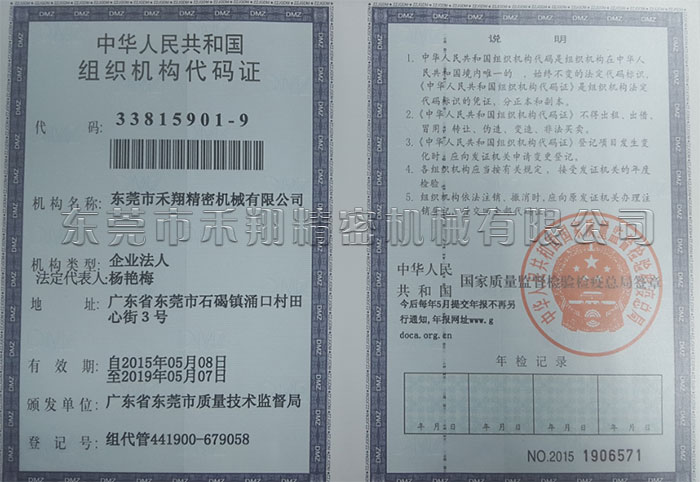 中华人民共和国
组织机构代码证
代 码: 33815901-9
机构名称: 东莞市禾翔精密机械有限公司
机构类型: 企业法人
法定代表人: 杨艳梅
地 址: 广东省东莞市石碣镇涌口村田
心街3号
有 效 期: 自2015年05月08日
至2019年05月07日
颁发单位: 广东省东莞市质量技术监督局
登 记 号: 组代管441900-679058
说 明
1. 中华人民共和国组织机构代码是组织机构在中华人
民共和国境内唯一的、始终不变的法定代码标识,
《中华人民共和国组织机构代码证》是组织机构法定
代码标识的凭证,分正本和副本。
2. 《中华人民共和国组织机构代码证》不得出租、出借、
冒用、转让、伪造、变造、非法买卖。
3. 《中华人民共和国组织机构代码证》登记项目发生变
化时,应向发证机关申请变更登记。
4. 各组织机构应当按有关规定,接受发证机关的年度
检验。
5. 组织机构依法注销、撤消时,应向原发证机关办理注
销登记,并交回全部代码证。
东莞市禾翔精密机械有限公司
中华人民
共和国 国家质量监督检验检疫总局签章
今后每年5月提交年报不再另
行通知,年报网址www.g
doca.org.cn
年检记录
年 月 日 年 月 日 年 月 日 年 月 日
NO.2015 1906571